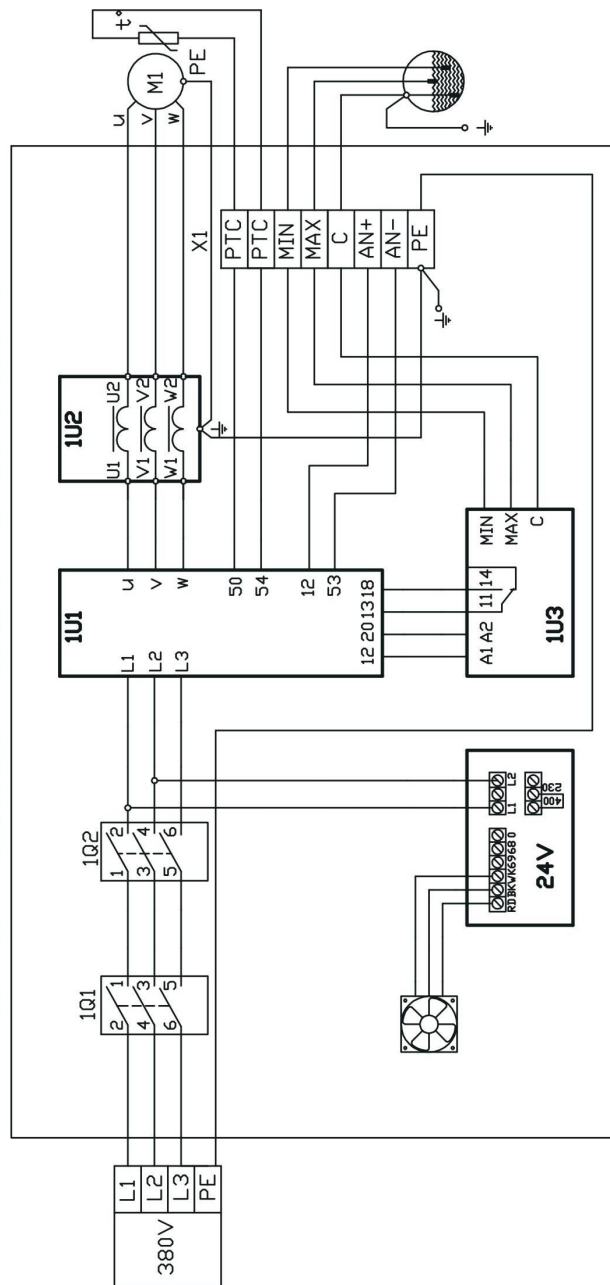 380V
L1
L2
L3
PE
1Q1
2 1
4 3
6 5
1Q2
1 2
3 4
5 6
1U1
L1
L2
L3
U
V
W
50
54
12
53
12 20 13 18
1U2
U1 U2
V1 V2
W1 W2
M1
U
V
W
PE
t°
X1
PTC
PTC
MIN
MAX
C
AN+
AN-
PE
1U3
A1 A2
11 14
MIN
MAX
C
24V
RD BK WK 69 68 0
L1 L2
400 230